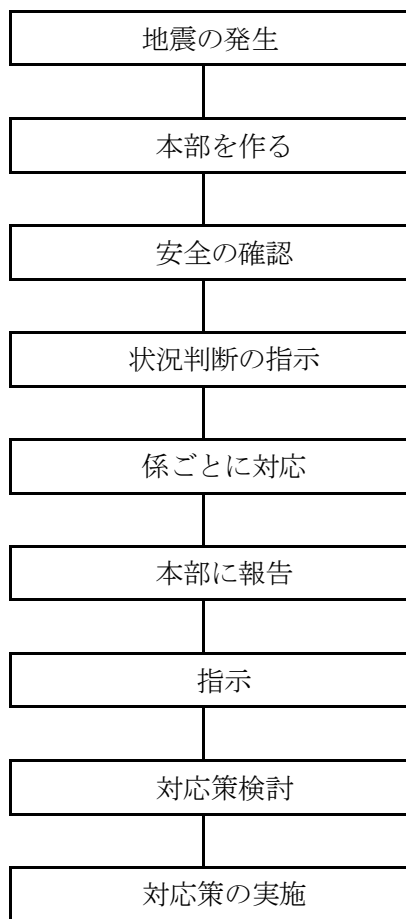 地震の発生
本部を作る
安全の確認
状況判断の指示
係ごとに対応
本部に報告
指示
対応策検討
対応策の実施